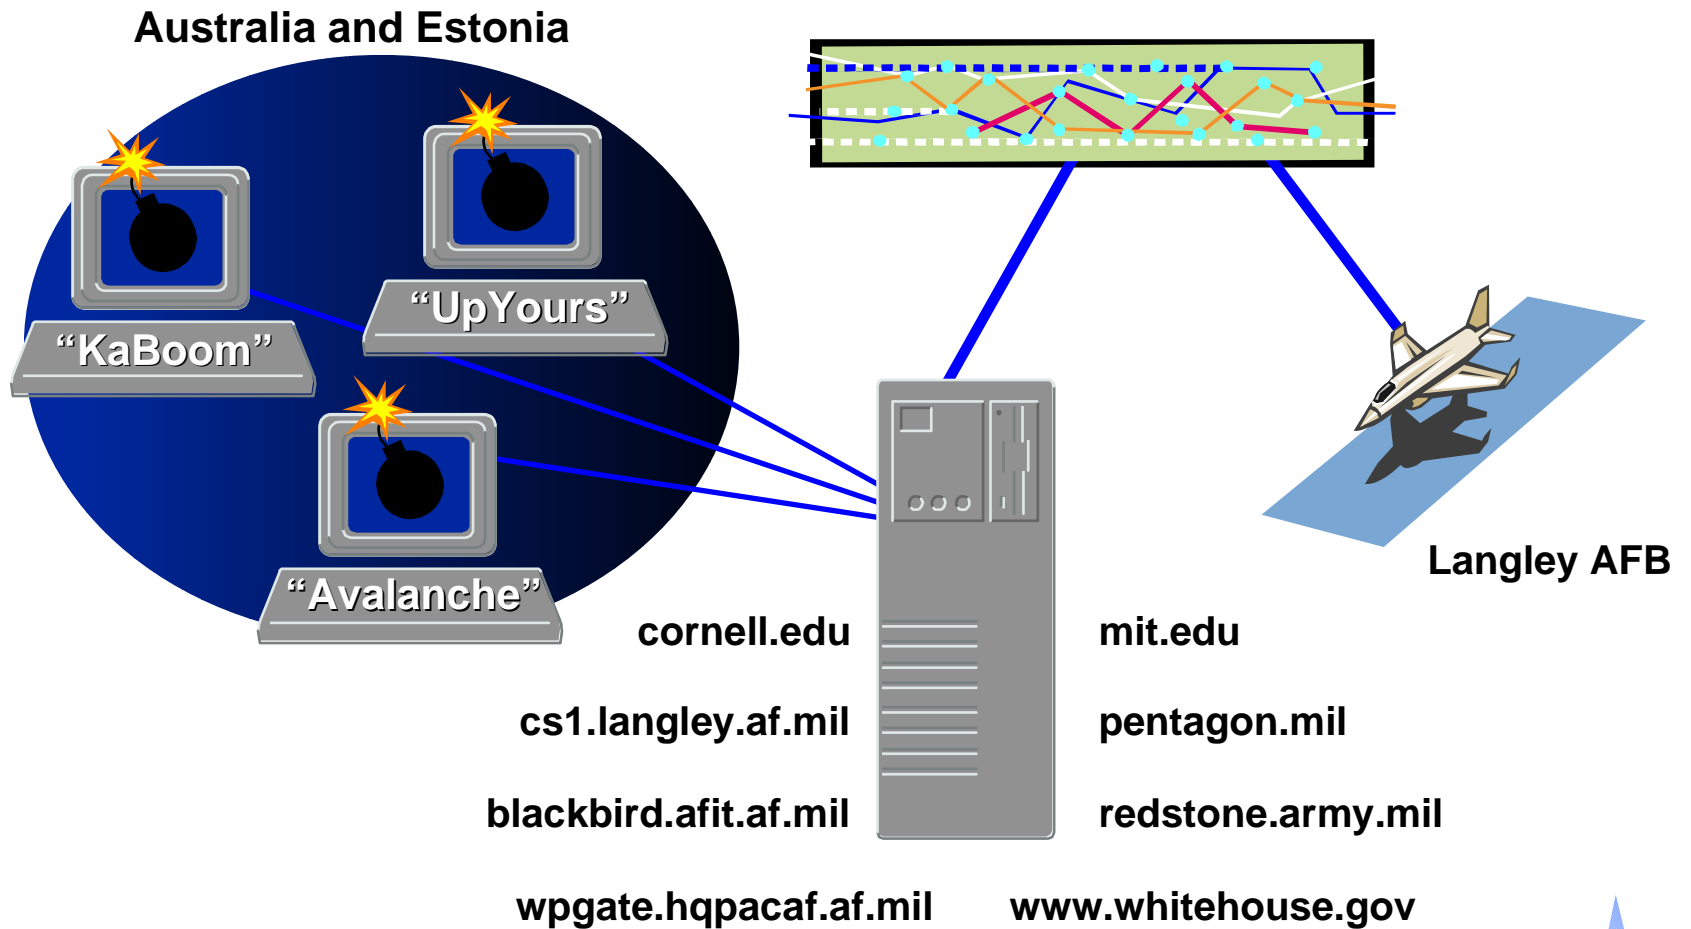 Australia and Estonia
“UpYours”
“KaBoom”
“Avalanche”
Langley AFB
cornell.edu
mit.edu
cs1.langley.af.mil
pentagon.mil
blackbird.afit.af.mil
redstone.army.mil
wpgate.hqpacaf.af.mil
www.whitehouse.gov